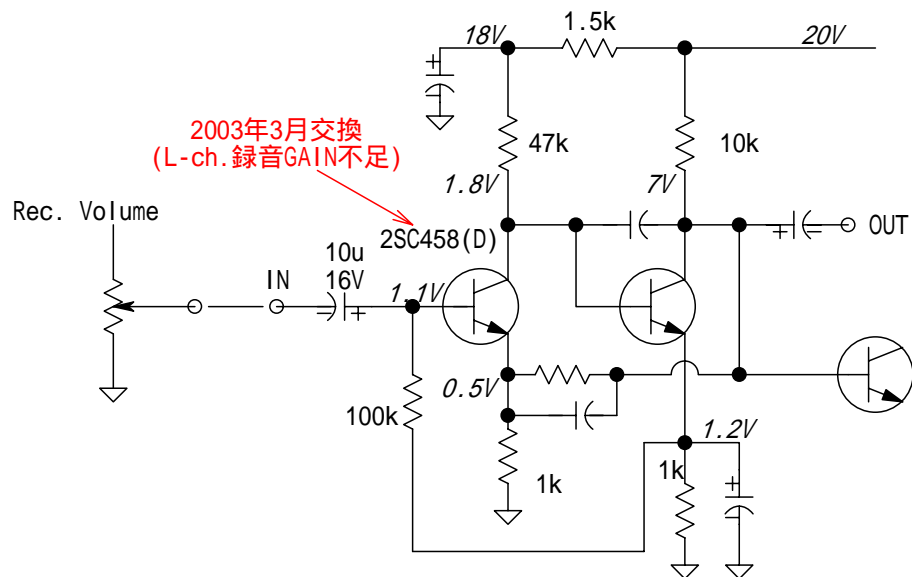 18V
1.5k
20V
2003年3月交換
(L-ch.録音GAIN不足)
47k
10k
1.8V
7V
Rec. Volume
2SC458(D)
OUT
10u
16V
IN
1.1V
0.5V
100k
1.2V
1k
1k